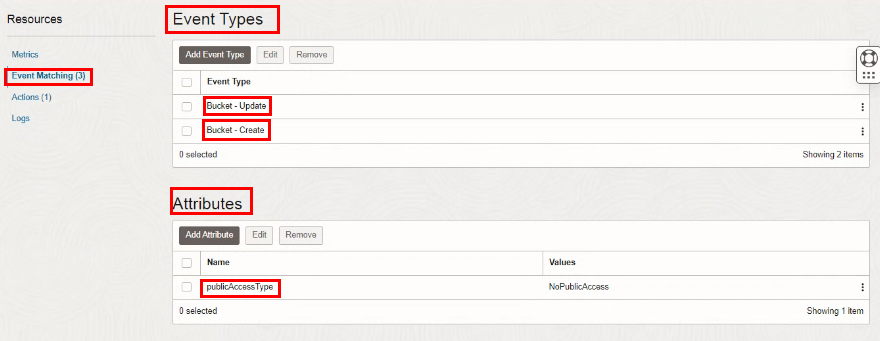 Resources
Metrics
Event Matching (3)
Actions (1)
Logs
Event Types
Add Event Type Edit Remove
Event Type
Bucket - Update
Bucket - Create
0 selected Showing 2 items
Attributes
Add Attribute Edit Remove
Name Values
publicAccessType NoPublicAccess
0 selected Showing 1 item